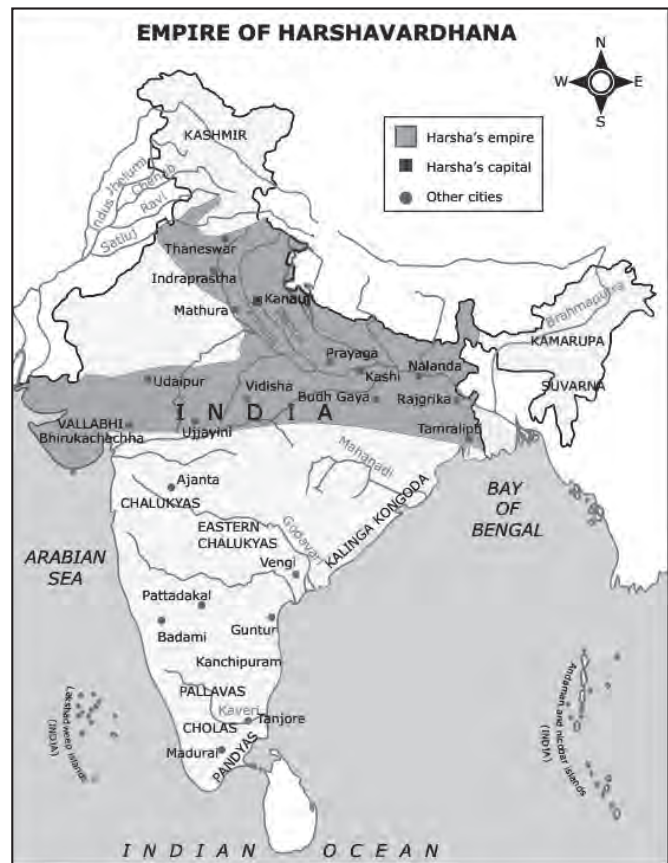 EMPIRE OF HARSHAVARDHANA
N
W
E
S
Harsha's empire
Harsha's capital
Other cities
KASHMIR
Jhelum
Chenab
Indus
Ravi
Satluj
Thaneswar
Indraprastha
Kanauj
Mathura
Brahmaputra
KAMARUPA
Prayaga
Nalanda
Kashi
Udaipur
SUVARNA
Vidisha
Budh Gaya
Rajgrika
INDIA
VALLABHI
Bhirukachechha
Ujjayini
Tamralipti
Mahanadi
Ajanta
CHALUKYAS
BAY
OF
BENGAL
EASTERN
CHALUKYAS
Godavari
KALINGA KONGODA
ARABIAN
SEA
Vengi
Pattadakal
Badami
Guntur
Kanchipuram
PALLAVAS
Kaveri
Tanjore
CHOLAS
PANDYAS
Madurai
Lakshadweep islands
(INDIA)
Andaman and nicobar islands
(INDIA)
INDIAN OCEAN